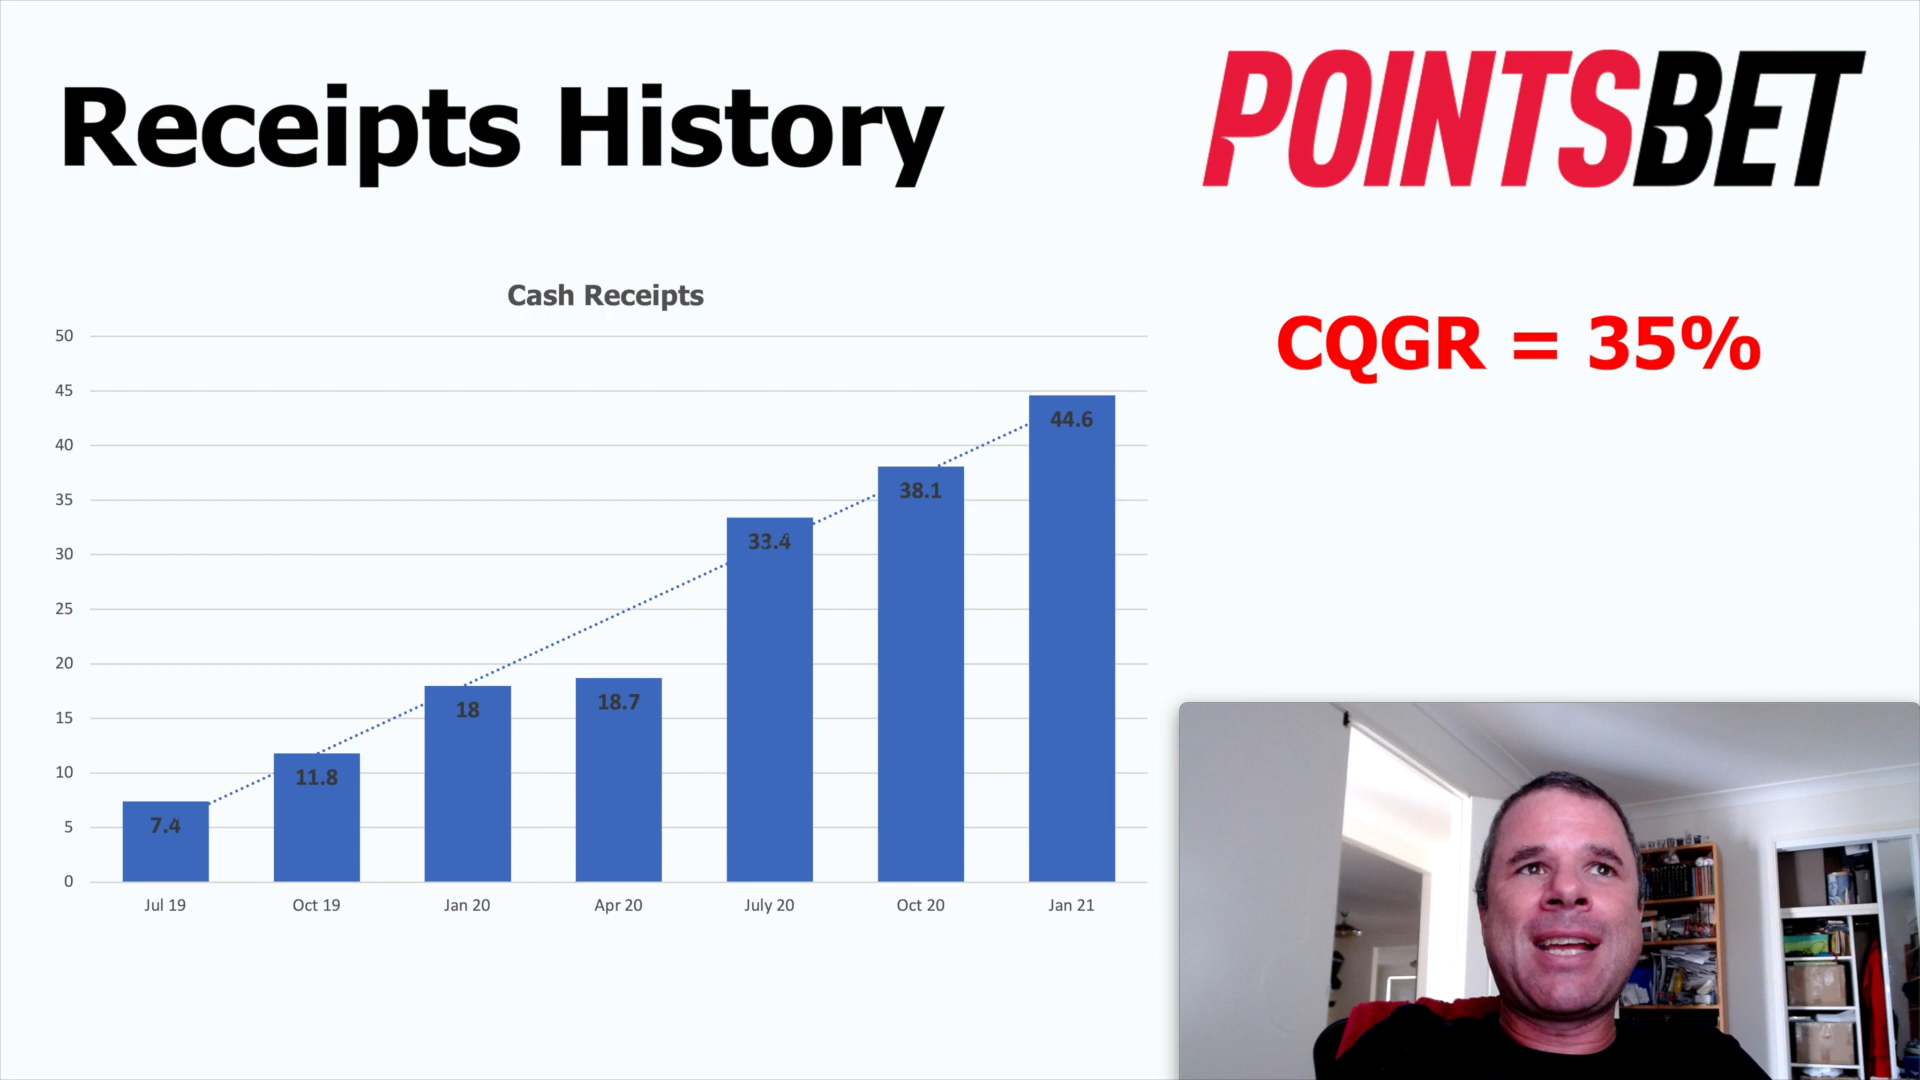 Receipts History
POINTSBET
Cash Receipts
CQGR = 35%
50
45
40
35
30
25
20
15
10
5
0
7.4
11.8
18
18.7
33.4
38.1
44.6
Jul 19
Oct 19
Jan 20
Apr 20
July 20
Oct 20
Jan 21